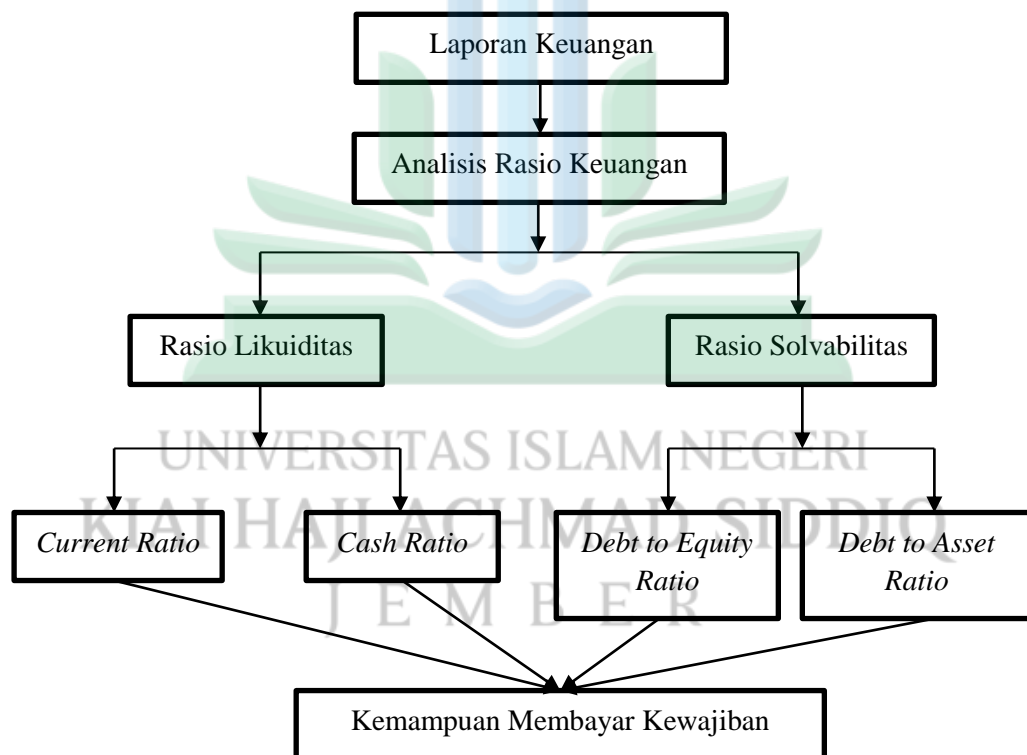 Laporan Keuangan
Analisis Rasio Keuangan
Rasio Likuiditas
Rasio Solvabilitas
UNIVERSITAS ISLAM NEGERI
KIAI HAJI ACHMAD SIDDIQ
JEMBER
Current Ratio
Cash Ratio
Debt to Equity
Ratio
Debt to Asset
Ratio
Kemampuan Membayar Kewajiban